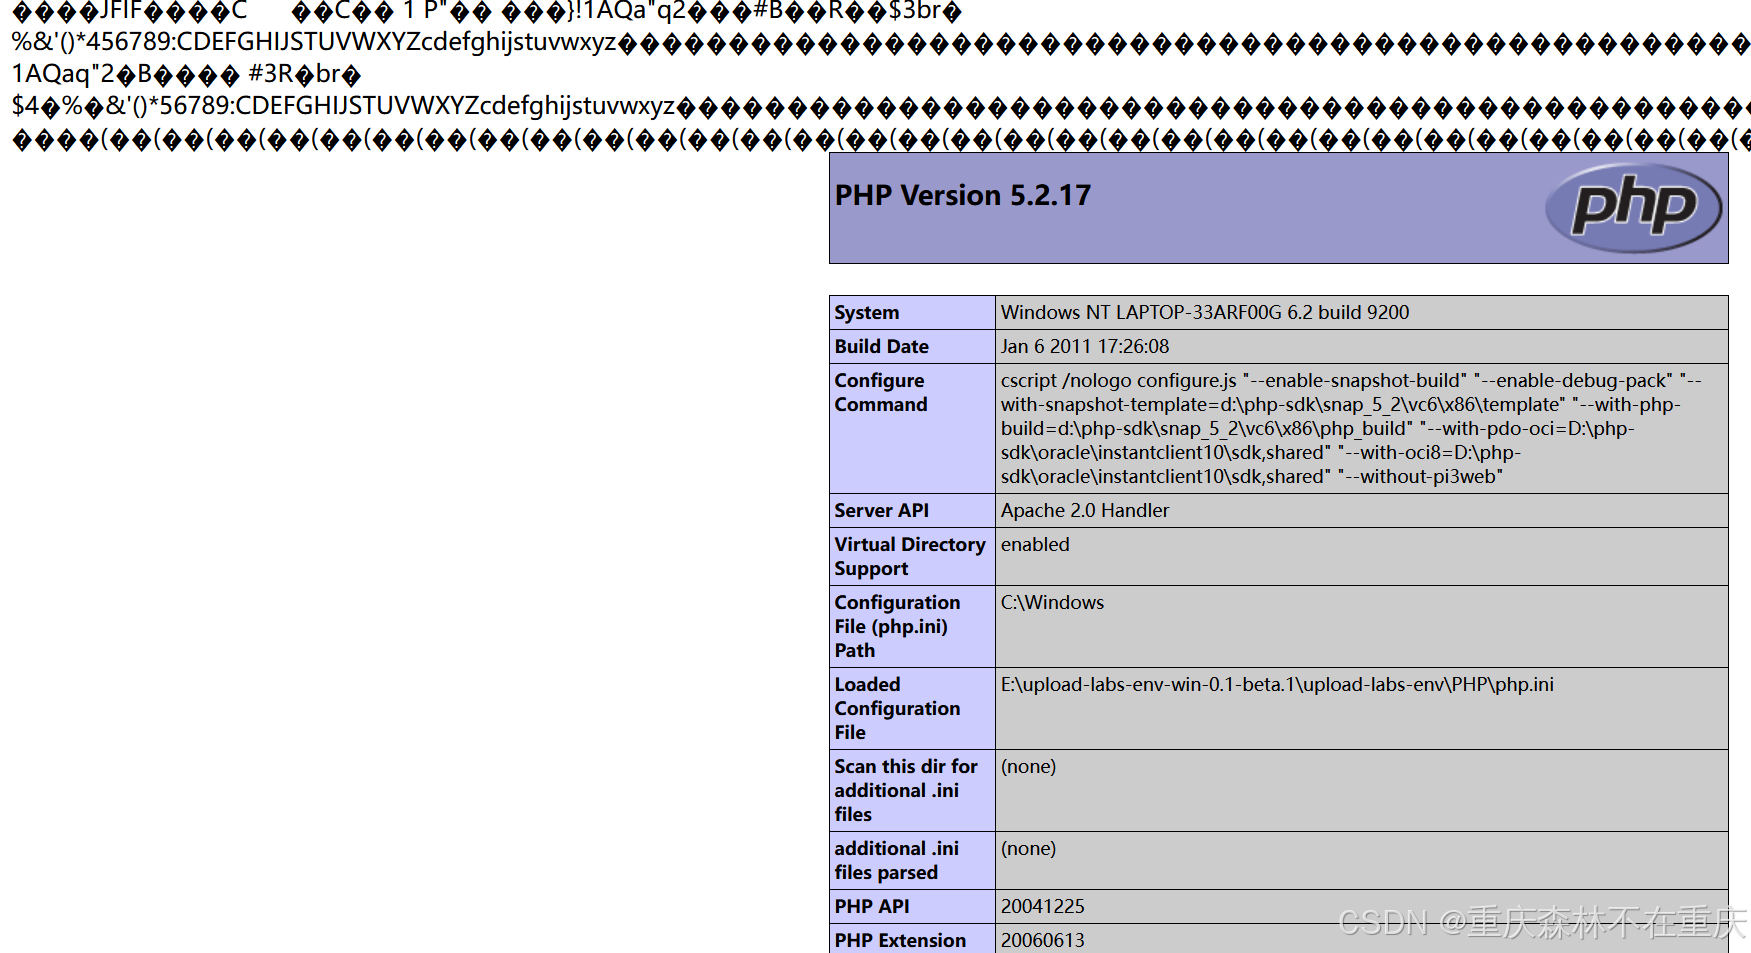 ����JFIF����C ��C�� 1 P"�� ���}!1AQa"q2���#B��R��$3br�
%&'()*456789:CDEFGHIJSTUVWXYZcdefghijstuvwxyz
1AQaq"2�B���� #3R�br�
$4�%�&'()*56789:CDEFGHIJSTUVWXYZcdefghijstuvwxyz
PHP Version 5.2.17
php
System Windows NT LAPTOP-33ARF00G 6.2 build 9200
Build Date Jan 6 2011 17:26:08
Configure cscript /nologo configure.js "--enable-snapshot-build" "--enable-debug-pack" "--
Command with-snapshot-template=d:\php-sdk\snap_5_2\vc6\x86\template" "--with-php-
build=d:\php-sdk\snap_5_2\vc6\x86\php_build" "--with-pdo-oci=D:\php-
sdk\oracle\instantclient10\sdk,shared" "--with-oci8=D:\php-
sdk\oracle\instantclient10\sdk,shared" "--without-pi3web"
Server API Apache 2.0 Handler
Virtual Directory enabled
Support
Configuration C:\Windows
File (php.ini)
Path
Loaded E:\upload-labs-env-win-0.1-beta.1\upload-labs-env\PHP\php.ini
Configuration
File
Scan this dir for (none)
additional .ini
files
additional .ini (none)
files parsed
PHP API 20041225
PHP Extension 20060613
CSDN @重庆森林不在重庆